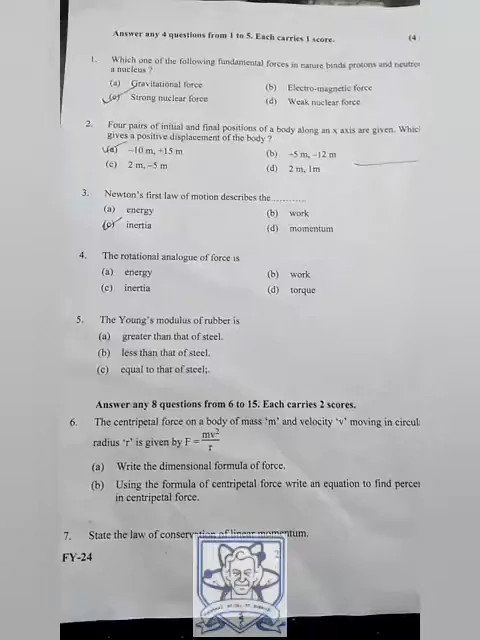 Answer any 4 questions from 1 to 5. Each carries 1 score. (4
1. Which one of the following fundamental forces in nature binds protons and neutro
a nucleus ?
(a) Gravitational force (b) Electro-magnetic force
(c) Strong nuclear force (d) Weak nuclear force
2. Four pairs of initial and final positions of a body along an x axis are given. Whicl
gives a positive displacement of the body ?
(a) –10 m, +15 m (b) –5 m, –12 m
(c) 2 m, –5 m (d) 2 m, 1m
3. Newton's first law of motion describes the...........
(a) energy (b) work
(c) inertia (d) momentum
4. The rotational analogue of force is
(a) energy (b) work
(c) inertia (d) torque
5. The Young's modulus of rubber is
(a) greater than that of steel.
(b) less than that of steel.
(c) equal to that of steel;.
Answer any 8 questions from 6 to 15. Each carries 2 scores.
6. The centripetal force on a body of mass 'm' and velocity 'v' moving in circul
radius 'r' is given by F = mv²/r
(a) Write the dimensional formula of force.
(b) Using the formula of centripetal force write an equation to find percen
in centripetal force.
7. State the law of conservation of linear momentum.
FY-24